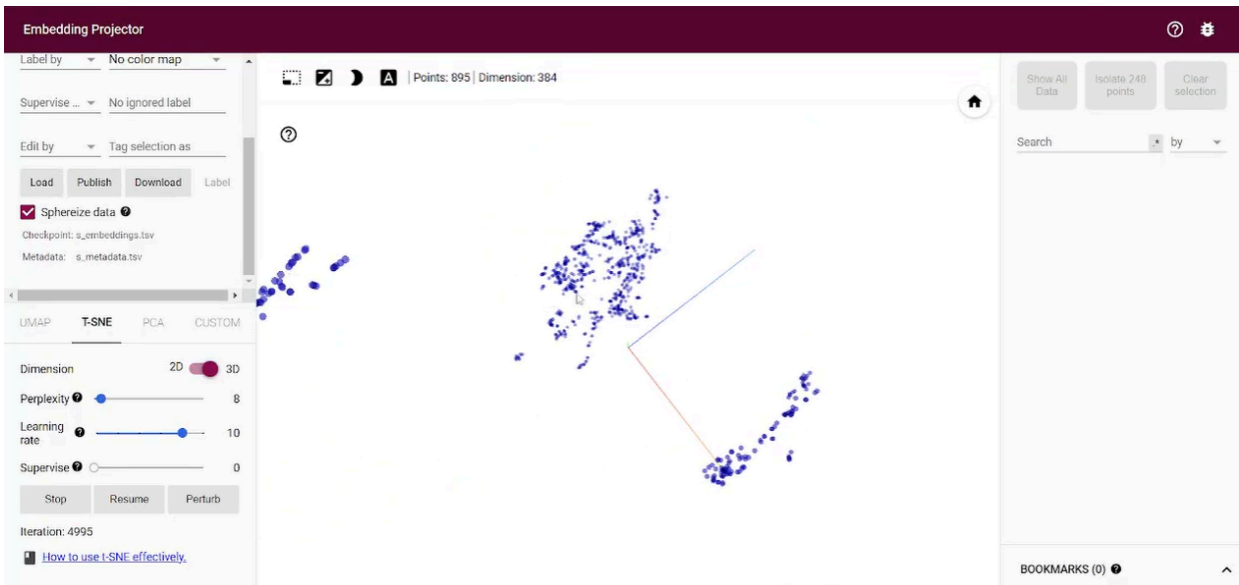 Embedding Projector
Label by No color map
Supervise ... No ignored label
Edit by Tag selection as
Load Publish Download Label
Sphereize data
Checkpoint: s_embeddings.tsv
Metadata: s_metadata.tsv
UMAP T-SNE PCA CUSTOM
Dimension 2D 3D
Perplexity 8
Learning rate 10
Supervise 0
Stop Resume Perturb
Iteration: 4995
How to use t-SNE effectively.
Points: 895 | Dimension: 384
Show All Data
Isolate 248 points
Clear selection
Search .* by
BOOKMARKS (0)